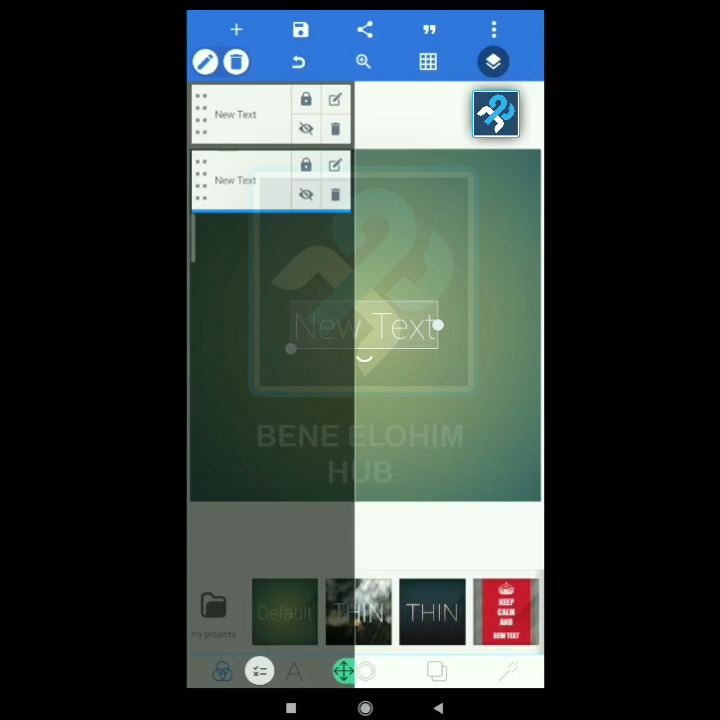 New Text
New Text
New Text
BENE ELOHIM
HUB
my projects
Default
THIN
THIN
KEEP
CALM
AND
NEW TEXT
A